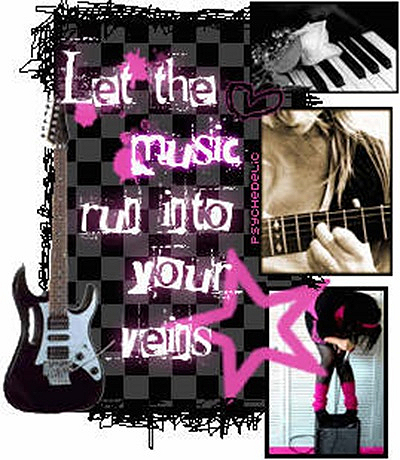 Let the
music
run into
your
veins
PSYCHEDELIC